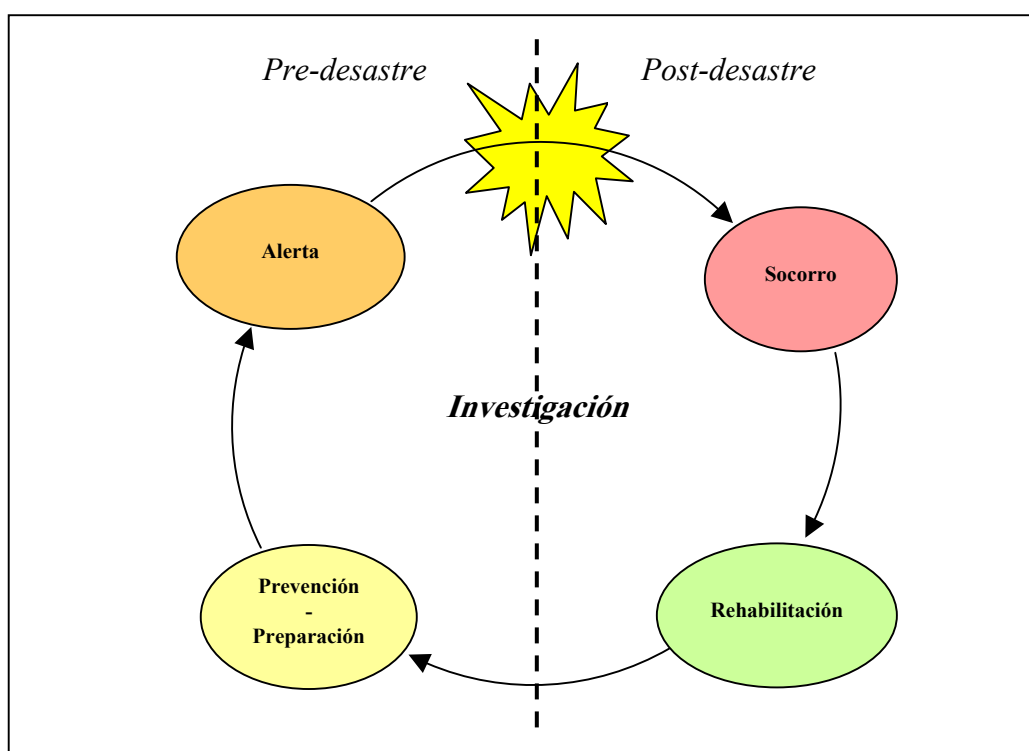 Pre-desastre
Post-desastre
Alerta
Socorro
Investigación
Prevención
-
Preparación
Rehabilitación